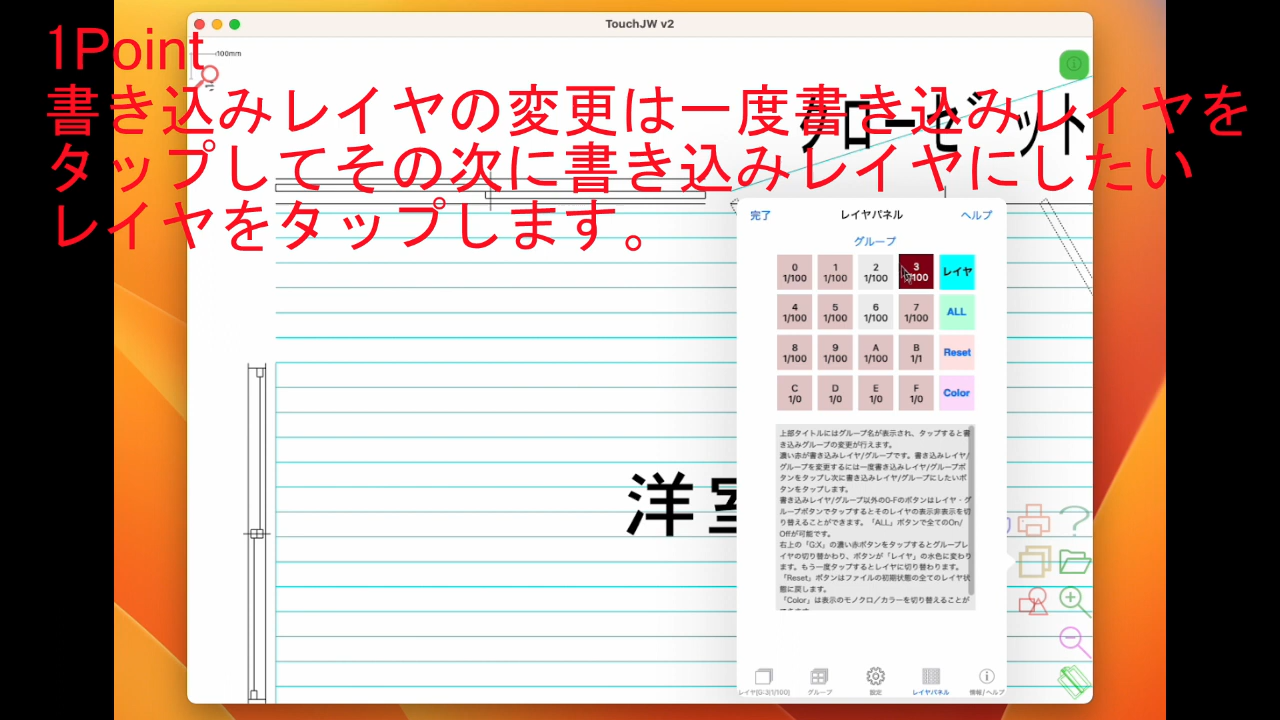 TouchJW v2
1Point
100mm
書き込みレイヤの変更は一度書き込みレイヤを
タップしてその次に書き込みレイヤにしたい
レイヤをタップします。
クローゼット
完了 レイヤパネル ヘルプ
グループ
0 1 2 3 レイヤ
1/100 1/100 1/100 1/100
4 5 6 7 ALL
1/100 1/100 1/100 1/100
8 9 A B Reset
1/100 1/100 1/100 1/1
C D E F Color
1/0 1/0 1/0 1/0
洋室
上部タイトルにはグループ名が表示され、タップすると書
き込みグループの変更が行えます。
濃い赤が書き込みレイヤ/グループです。書き込みレイヤ/
グループを変更するには一度書き込みレイヤ/グループボ
タンをタップし次に書き込みレイヤ/グループにしたいボ
タンをタップします。
書き込みレイヤ/グループ以外の0-Fのボタンはレイヤ・グ
ループボタンでタップするとそのレイヤの表示非表示を切
り替えることができます。「ALL」ボタンで全てのOn/
Offが可能です。
右上の「G:X」の濃い赤ボタンをタップするとグループレ
イヤの切り替かわり、ボタンが「レイヤ」の水色に変わり
ます。もう一度タップするとレイヤに切り替わります。
「Reset」ボタンはファイルの初期状態の全てのレイヤ状
態に戻します。
「Color」は表示のモノクロ／カラーを切り替えることが
レイヤ[G-3(1/100)] グループ 設定 レイヤパネル 情報/ヘルプ